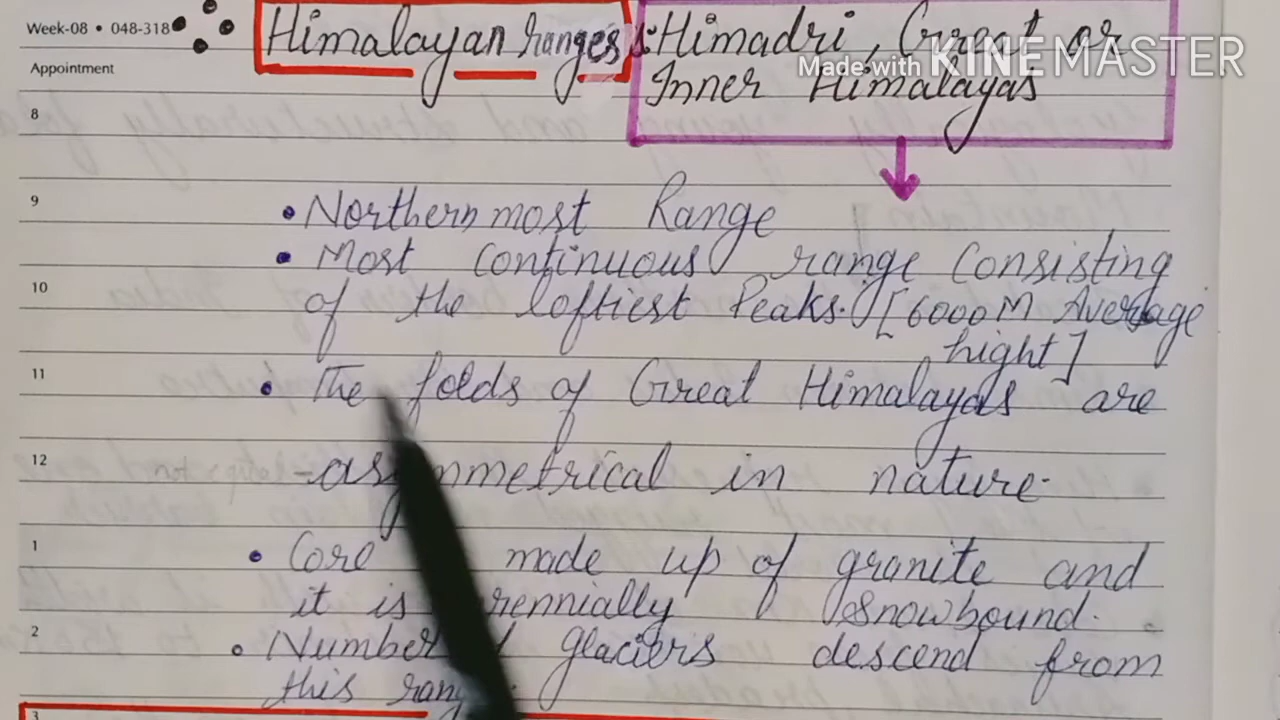 Week-08 • 048-318
Appointment
Himalayan ranges : Himadri, Great or
Inner Himalayas
Made with KINEMASTER
8
9
• Northern most Range
• Most continuous range consisting
10
of the loftiest Peaks. [6000M Average
hight]
11
• The folds of Great Himalayas are
12
- in nature.
1
• Core made up of granite and
it is snowbound.
2
• Number glaciers descend from
this
3